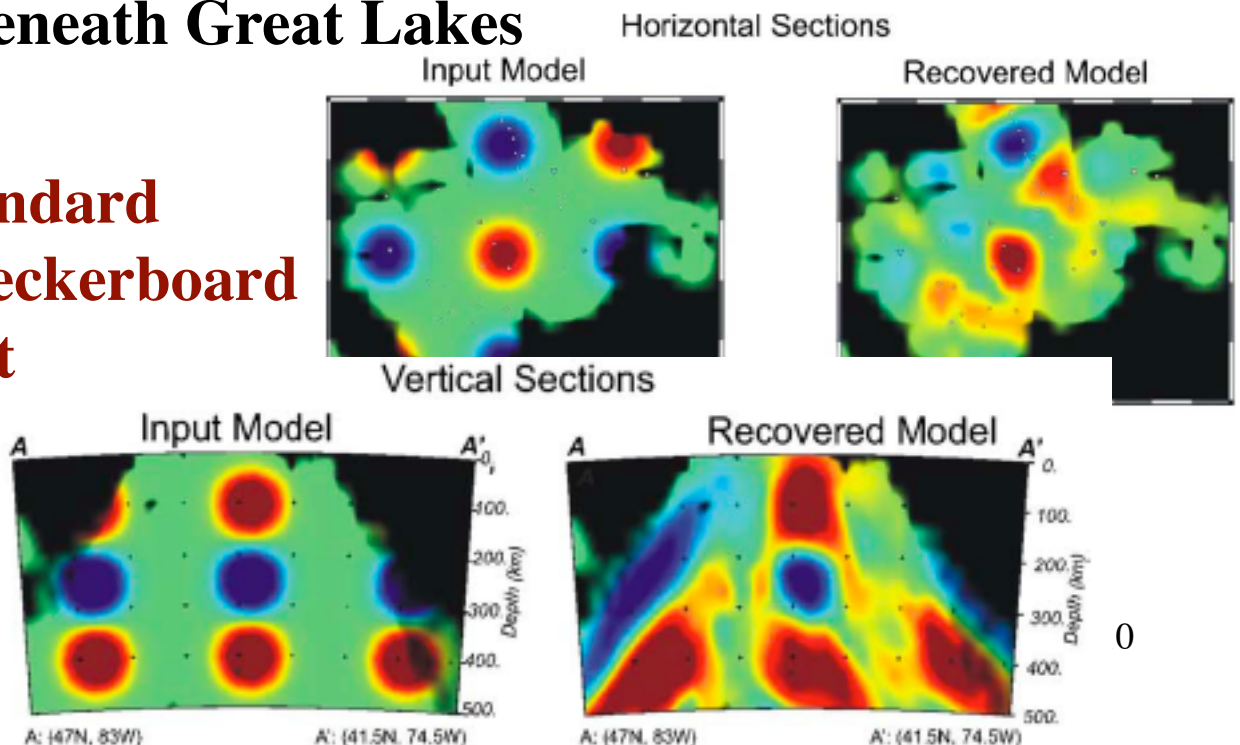 eneath Great Lakes
Horizontal Sections
Input Model
Recovered Model
ndard
eckerboard
t
Vertical Sections
Input Model
Recovered Model
A
A'
0,
100.
200.
300.
400.
500.
Depth (km)
A: (47N, 83W)
A': (41.5N, 74.5W)
A
A
A'
0.
100.
200.
300.
400.
500.
Depth (km)
A: (47N, 83W)
A': (41.5N, 74.5W)
0